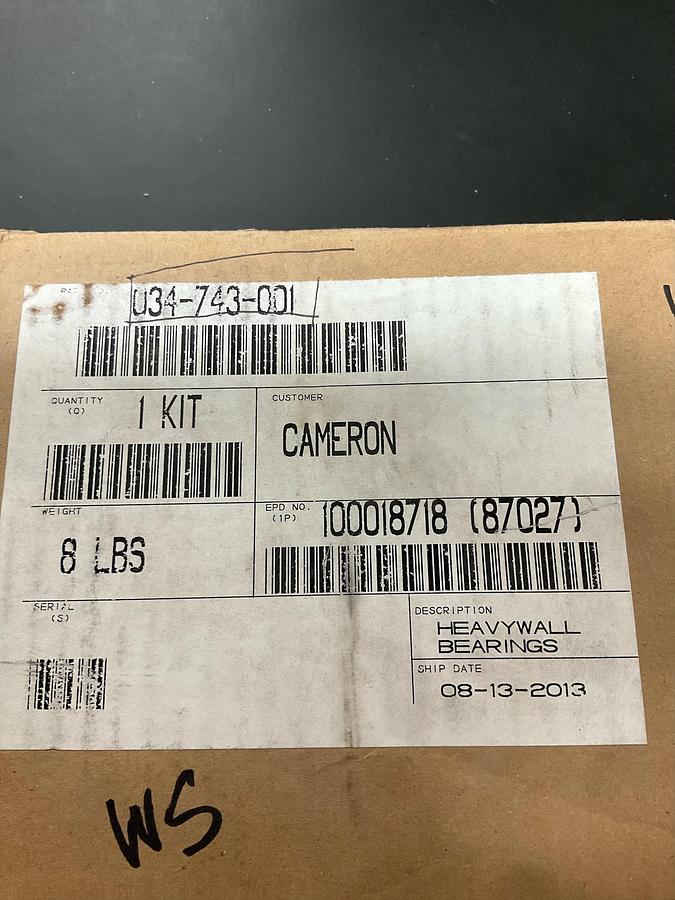 034-743-001
QUANTITY
(Q)
1 KIT
CUSTOMER
CAMERON
WEIGHT
8 LBS
EPD NO.
(1P)
100018718 (87027)
SERIAL
(S)
DESCRIPTION
HEAVYWALL
BEARINGS
SHIP DATE
08-13-2013
WS